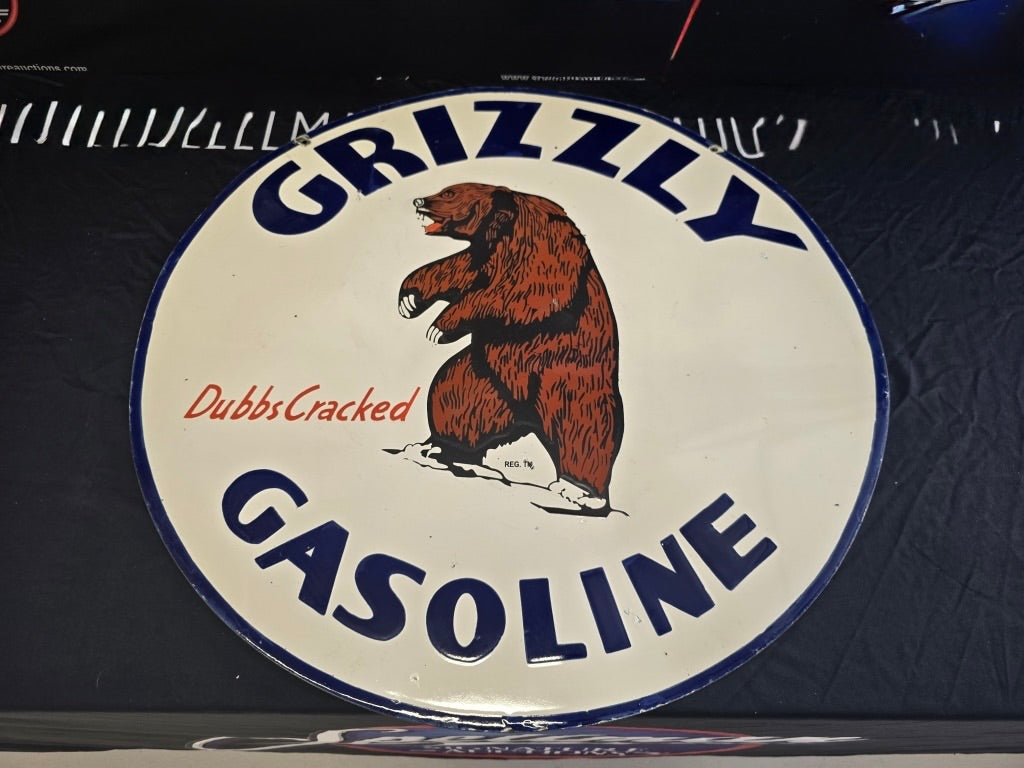 GRIZZLY
Dubbs Cracked
REG. TM.
GASOLINE